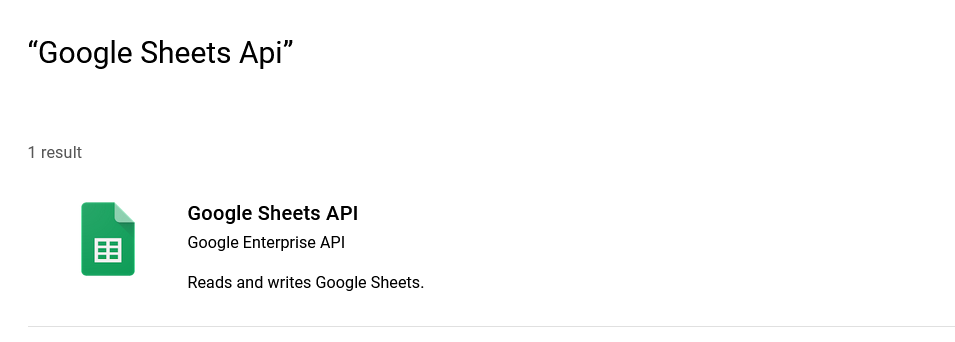 “Google Sheets Api”
1 result
Google Sheets API
Google Enterprise API
Reads and writes Google Sheets.